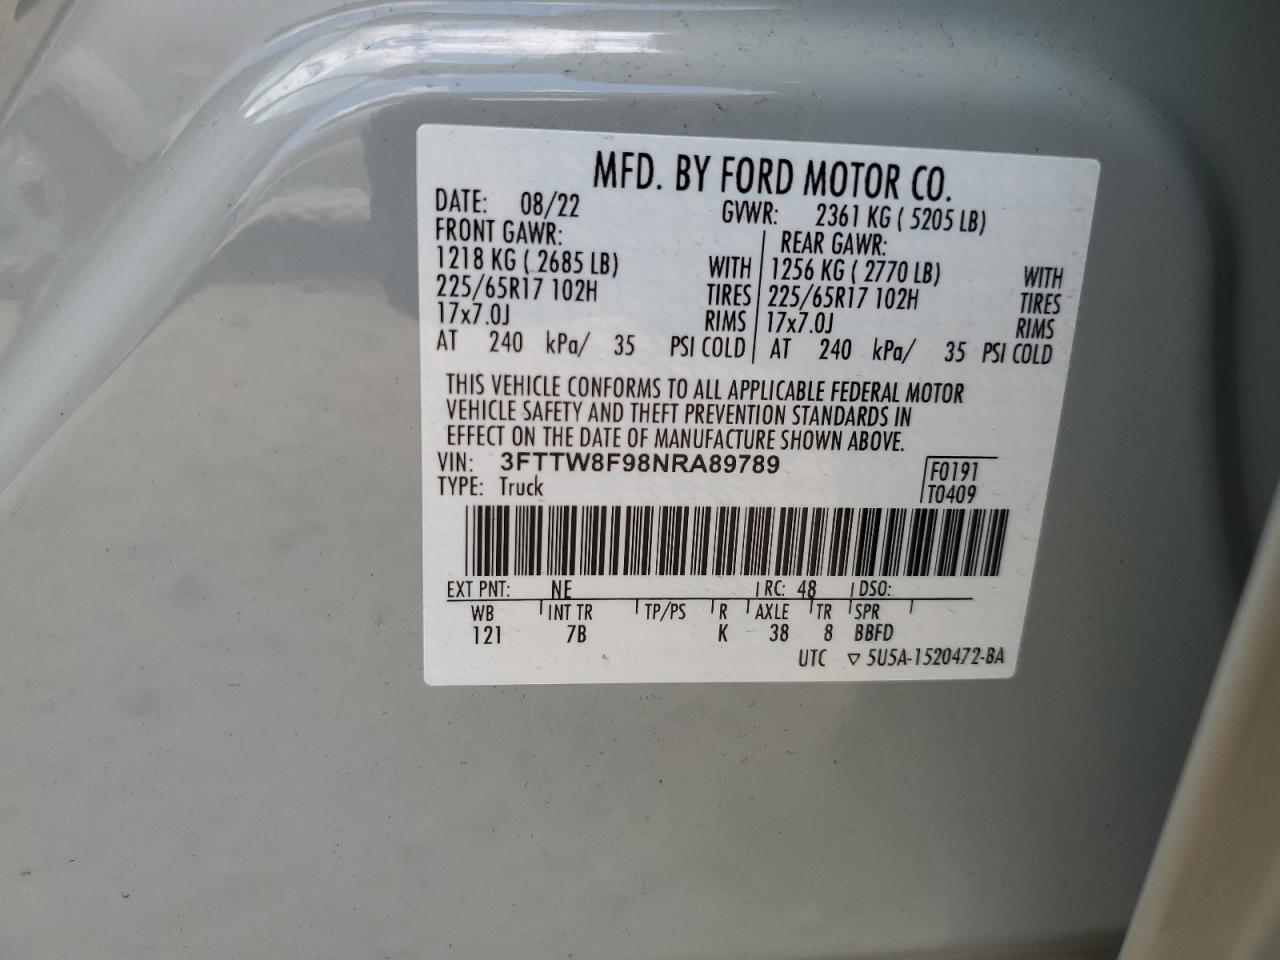 MFD. BY FORD MOTOR CO.
DATE: 08/22 GVWR: 2361 KG ( 5205 LB)
FRONT GAWR: REAR GAWR:
1218 KG ( 2685 LB) WITH 1256 KG ( 2770 LB) WITH
225/65R17 102H TIRES 225/65R17 102H TIRES
17x7.0J RIMS 17x7.0J RIMS
AT 240 kPa/ 35 PSI COLD AT 240 kPa/ 35 PSI COLD
THIS VEHICLE CONFORMS TO ALL APPLICABLE FEDERAL MOTOR
VEHICLE SAFETY AND THEFT PREVENTION STANDARDS IN
EFFECT ON THE DATE OF MANUFACTURE SHOWN ABOVE.
VIN: 3FTTW8F98NRA89789 F0191
TYPE: Truck T0409
EXT PNT: NE RC: 48 DSO:
WB INT TR TP/PS R AXLE TR SPR
121 7B K 38 8 BBFD
UTC ▽ 5U5A-1520472-BA